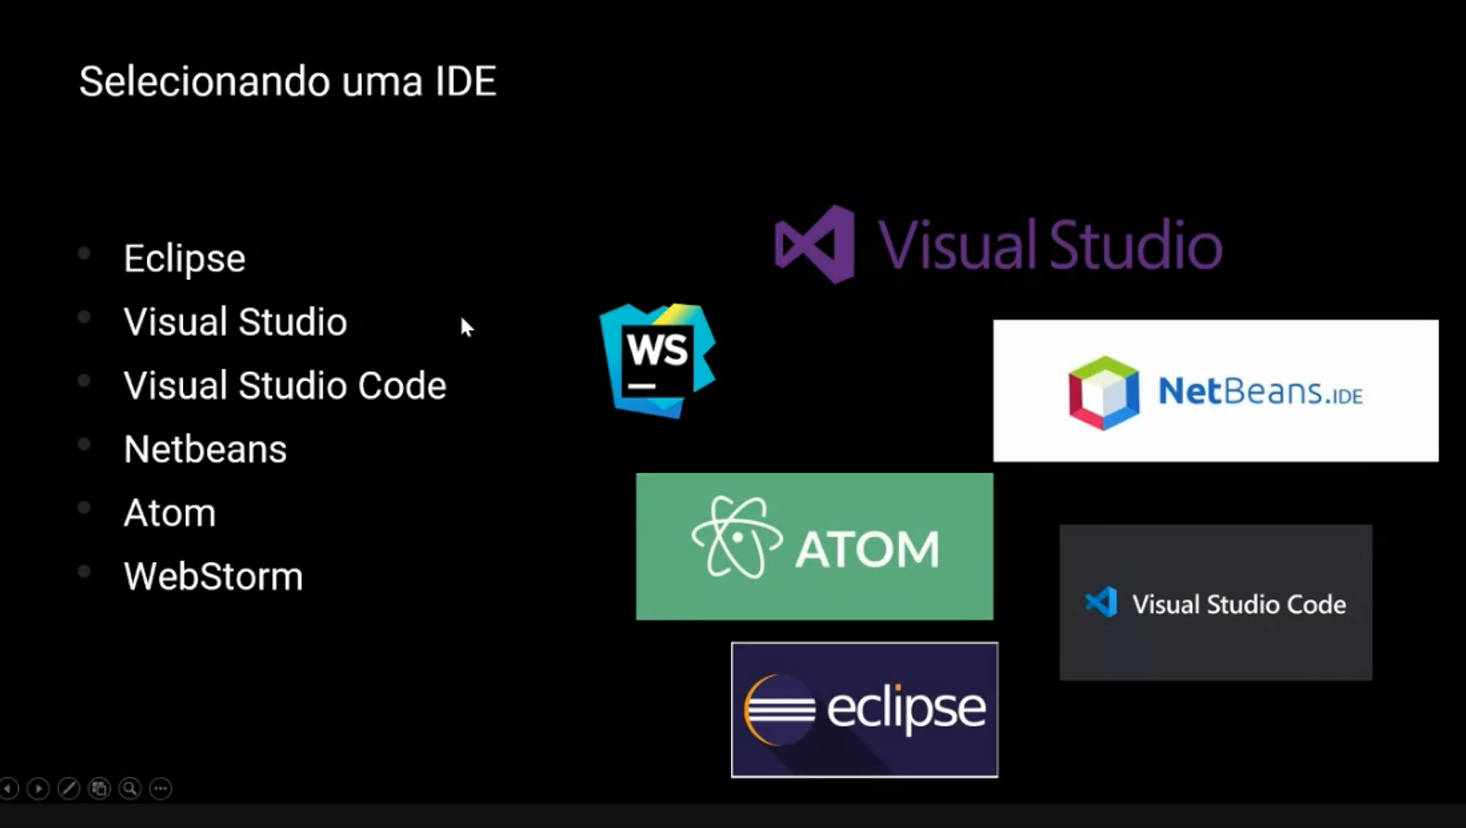 Selecionando uma IDE
Eclipse
Visual Studio
Visual Studio Code
Netbeans
Atom
WebStorm
Visual Studio
WS
NetBeans.IDE
ATOM
Visual Studio Code
eclipse